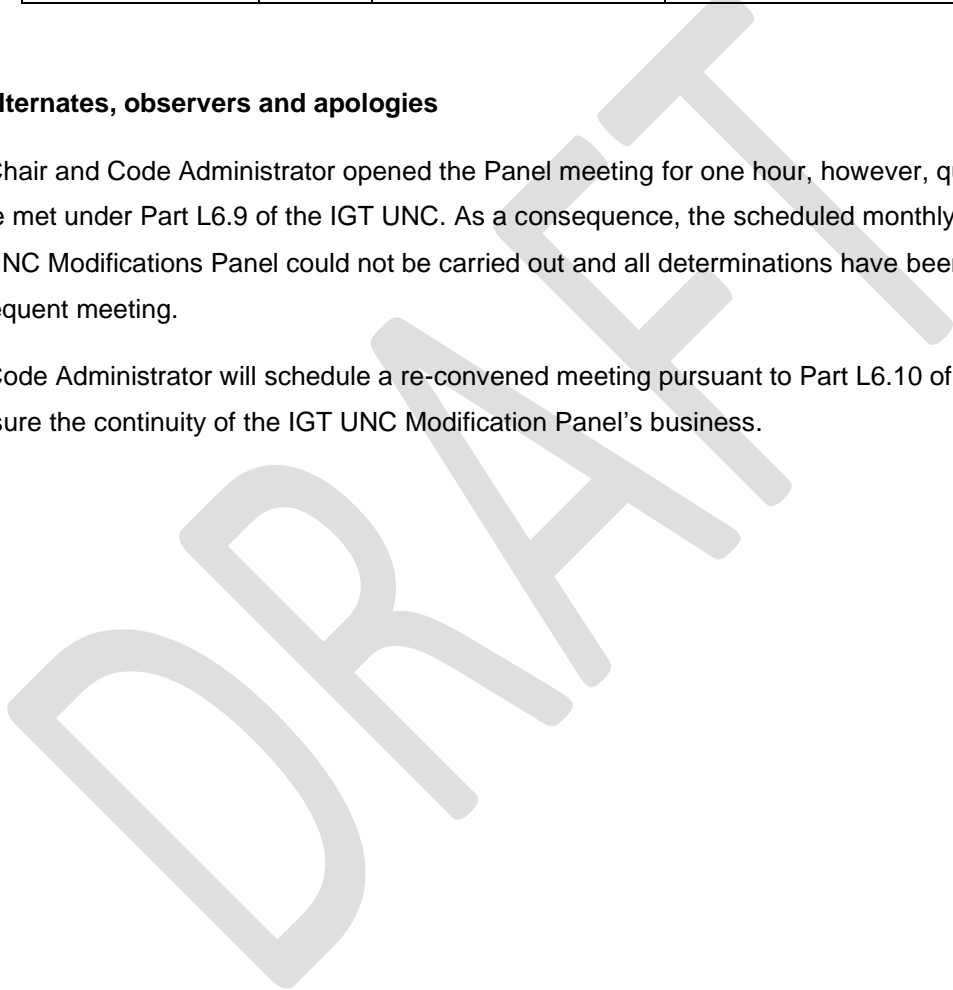 lternates, observers and apologies
Chair and Code Administrator opened the Panel meeting for one hour, however, q
e met under Part L6.9 of the IGT UNC. As a consequence, the scheduled monthly
NC Modifications Panel could not be carried out and all determinations have bee
equent meeting.
Code Administrator will schedule a re-convened meeting pursuant to Part L6.10 of
sure the continuity of the IGT UNC Modification Panel’s business.
DRAFT